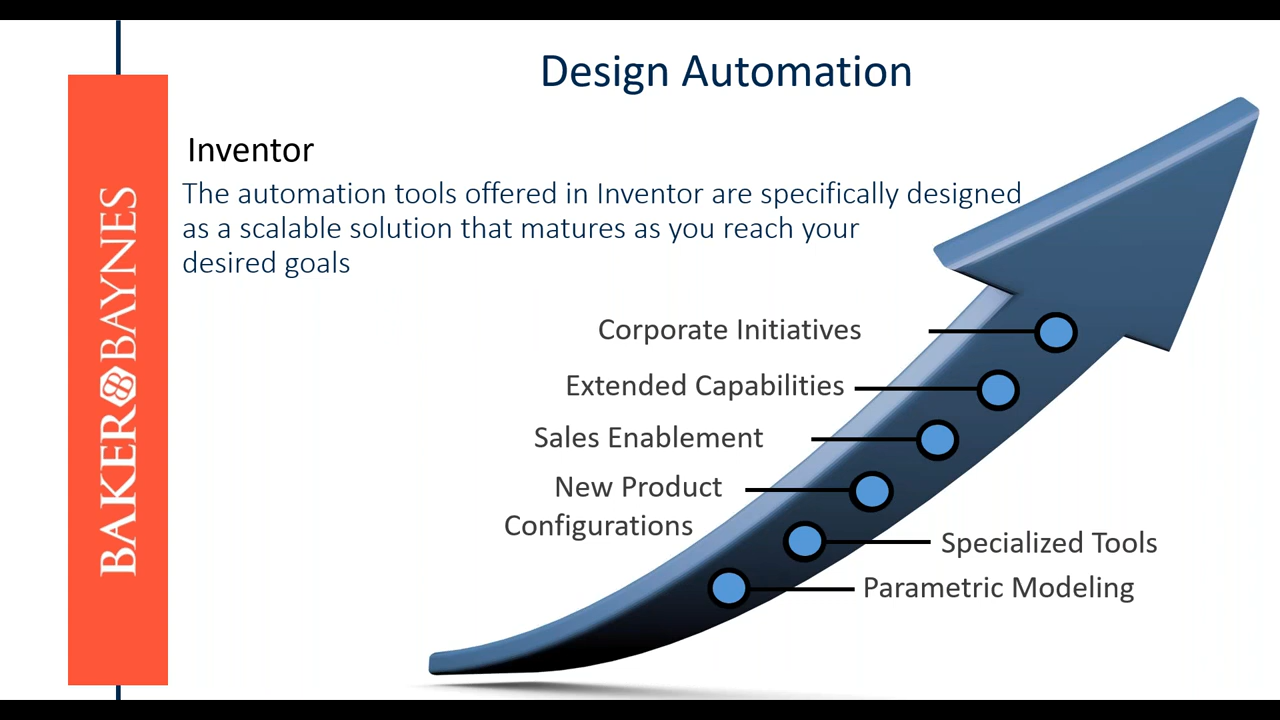 Design Automation
BAKER BAYNES
Inventor
The automation tools offered in Inventor are specifically designed
as a scalable solution that matures as you reach your
desired goals
Corporate Initiatives
Extended Capabilities
Sales Enablement
New Product
Configurations
Specialized Tools
Parametric Modeling